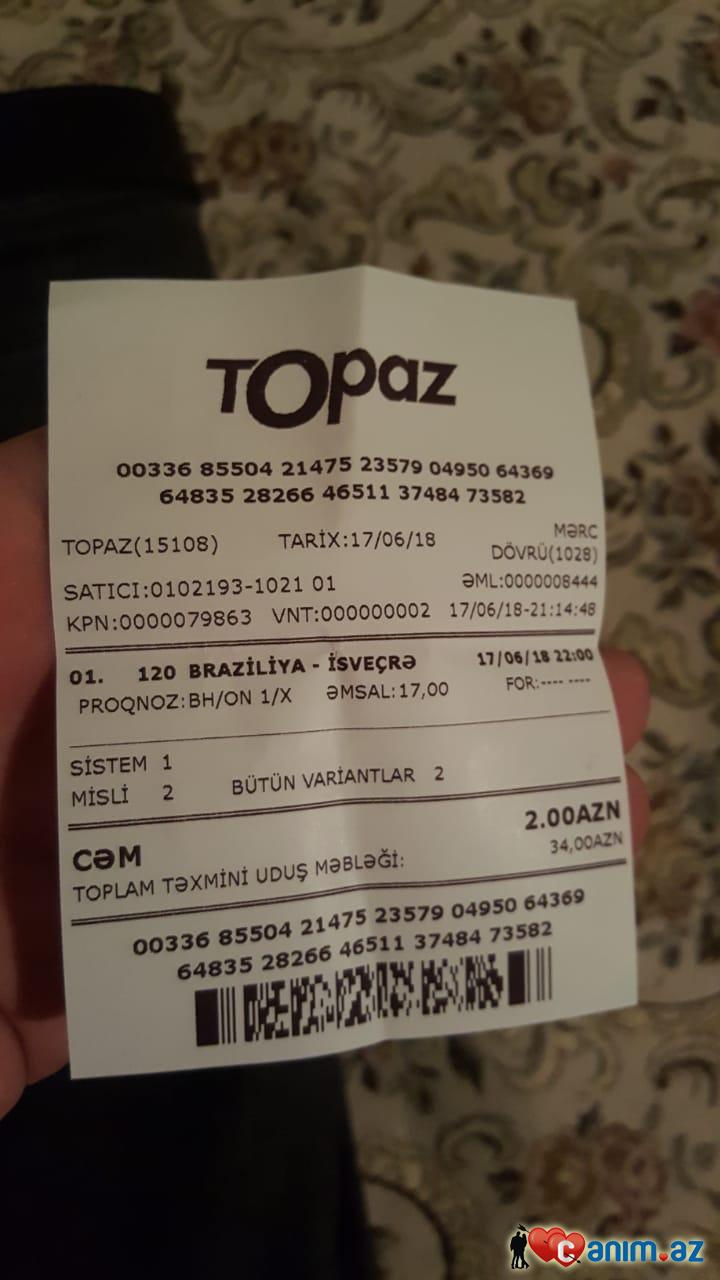 TOPAZ
00336 85504 21475 23579 04950 64369
64835 28266 46511 37484 73582
TOPAZ(15108) TARİX:17/06/18 MƏRC DÖVRÜ(1028)
SATICI:0102193-1021 01 ƏML:0000008444
KPN:0000079863 VNT:000000002 17/06/18-21:14:48
01. 120 BRAZİLİYA - İSVEÇRƏ 17/06/18 22:00
PROQNOZ:BH/ON 1/X ƏMSAL:17,00 FOR:---- ----
SİSTEM 1
MİSLİ 2 BÜTÜN VARIANTLAR 2
CƏM 2.00AZN
TOPLAM TƏXMİNİ UDUŞ MƏBLƏĞİ: 34,00AZN
00336 85504 21475 23579 04950 64369
64835 28266 46511 37484 73582
canim.az